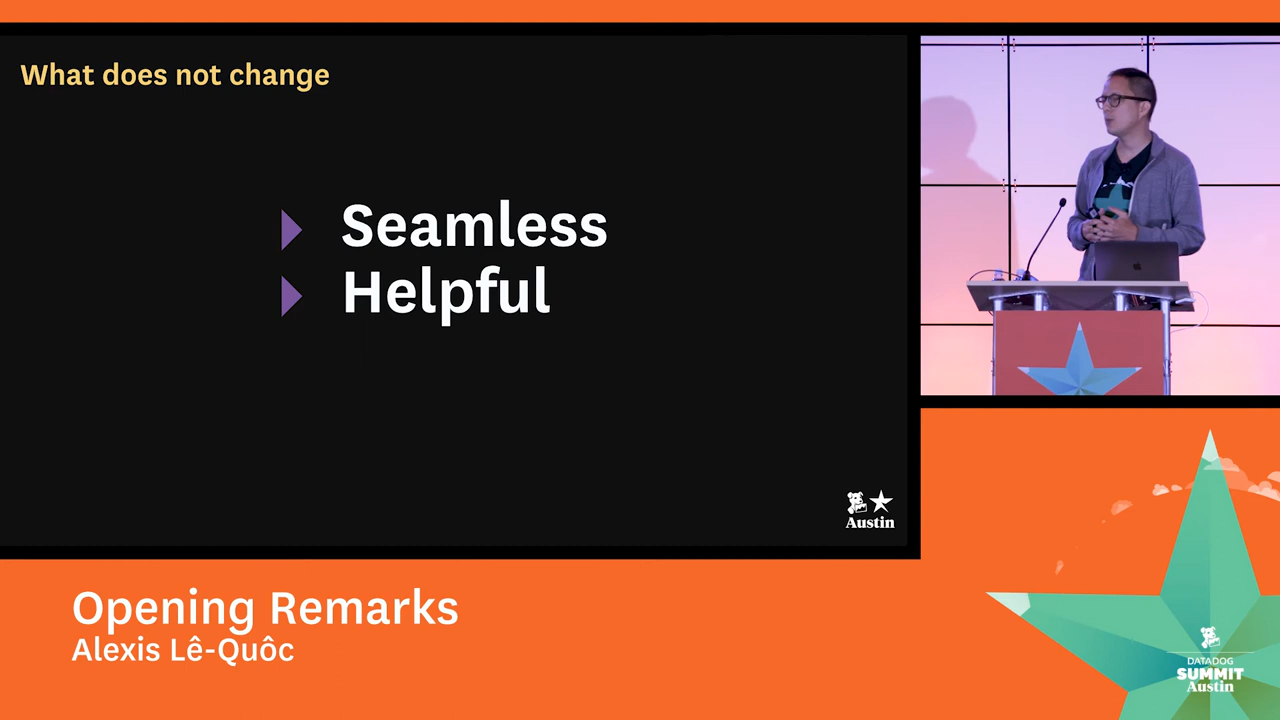 What does not change
Seamless
Helpful
Austin
Opening Remarks
Alexis Lê-Quôc
DATADOG
SUMMIT
Austin